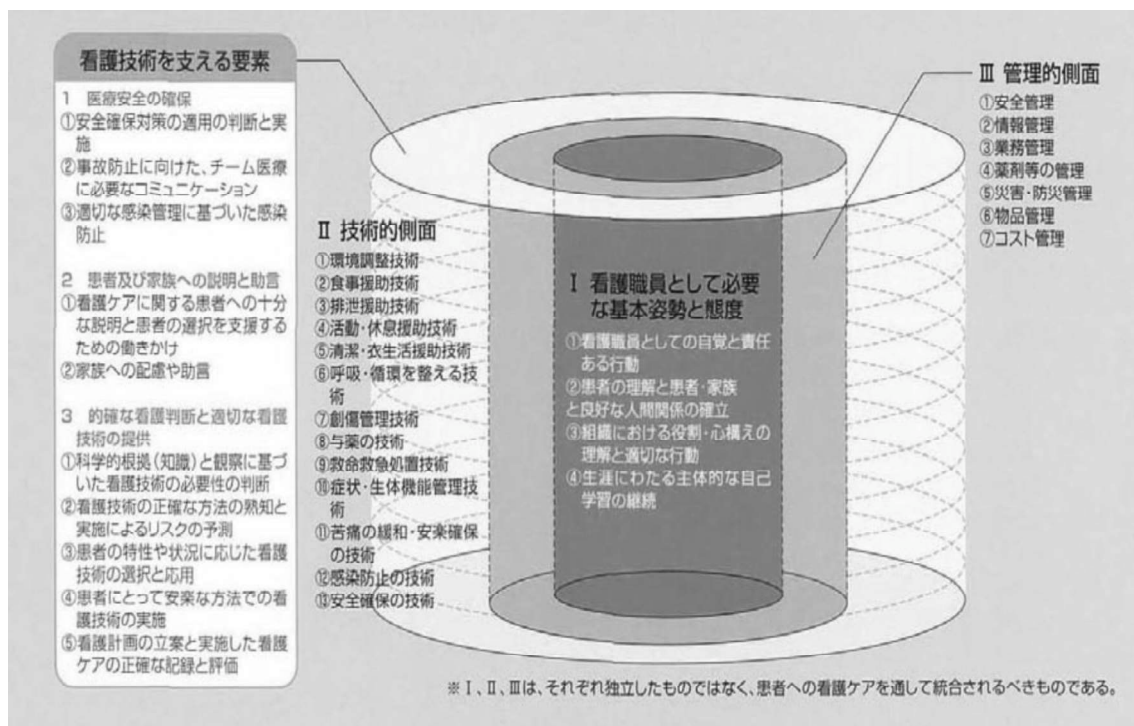 看護技術を支える要素
1 医療安全の確保
①安全確保対策の適用の判断と実
施
②事故防止に向けた、チーム医療
に必要なコミュニケーション
③適切な感染管理に基づいた感染
防止
2 患者及び家族への説明と助言
①看護ケアに関する患者への十分
な説明と患者の選択を支援する
ための働きかけ
②家族への配慮や助言
3 的確な看護判断と適切な看護
技術の提供
①科学的根拠(知識)と観察に基づ
いた看護技術の必要性の判断
②看護技術の正確な方法の熟知と
実施によるリスクの予測
③患者の特性や状況に応じた看護
技術の選択と応用
④患者にとって安楽な方法での看
護技術の実施
⑤看護計画の立案と実施した看護
ケアの正確な記録と評価
Ⅱ 技術的側面
①環境調整技術
②食事援助技術
③排泄援助技術
④活動・休息援助技術
⑤清潔・衣生活援助技術
⑥呼吸・循環を整える技
術
⑦創傷管理技術
⑧与薬の技術
⑨救命救急処置技術
⑩症状・生体機能管理技
術
⑪苦痛の緩和・安楽確保
の技術
⑫感染防止の技術
⑬安全確保の技術
Ⅰ 看護職員として必要
な基本姿勢と態度
①看護職員としての自覚と責任
ある行動
②患者の理解と患者・家族
と良好な人間関係の確立
③組織における役割・心構えの
理解と適切な行動
④生涯にわたる主体的な自己
学習の継続
Ⅲ 管理的側面
①安全管理
②情報管理
③業務管理
④薬剤等の管理
⑤災害・防災管理
⑥物品管理
⑦コスト管理
※Ⅰ、Ⅱ、Ⅲは、それぞれ独立したものではなく、患者への看護ケアを通して統合されるべきものである。